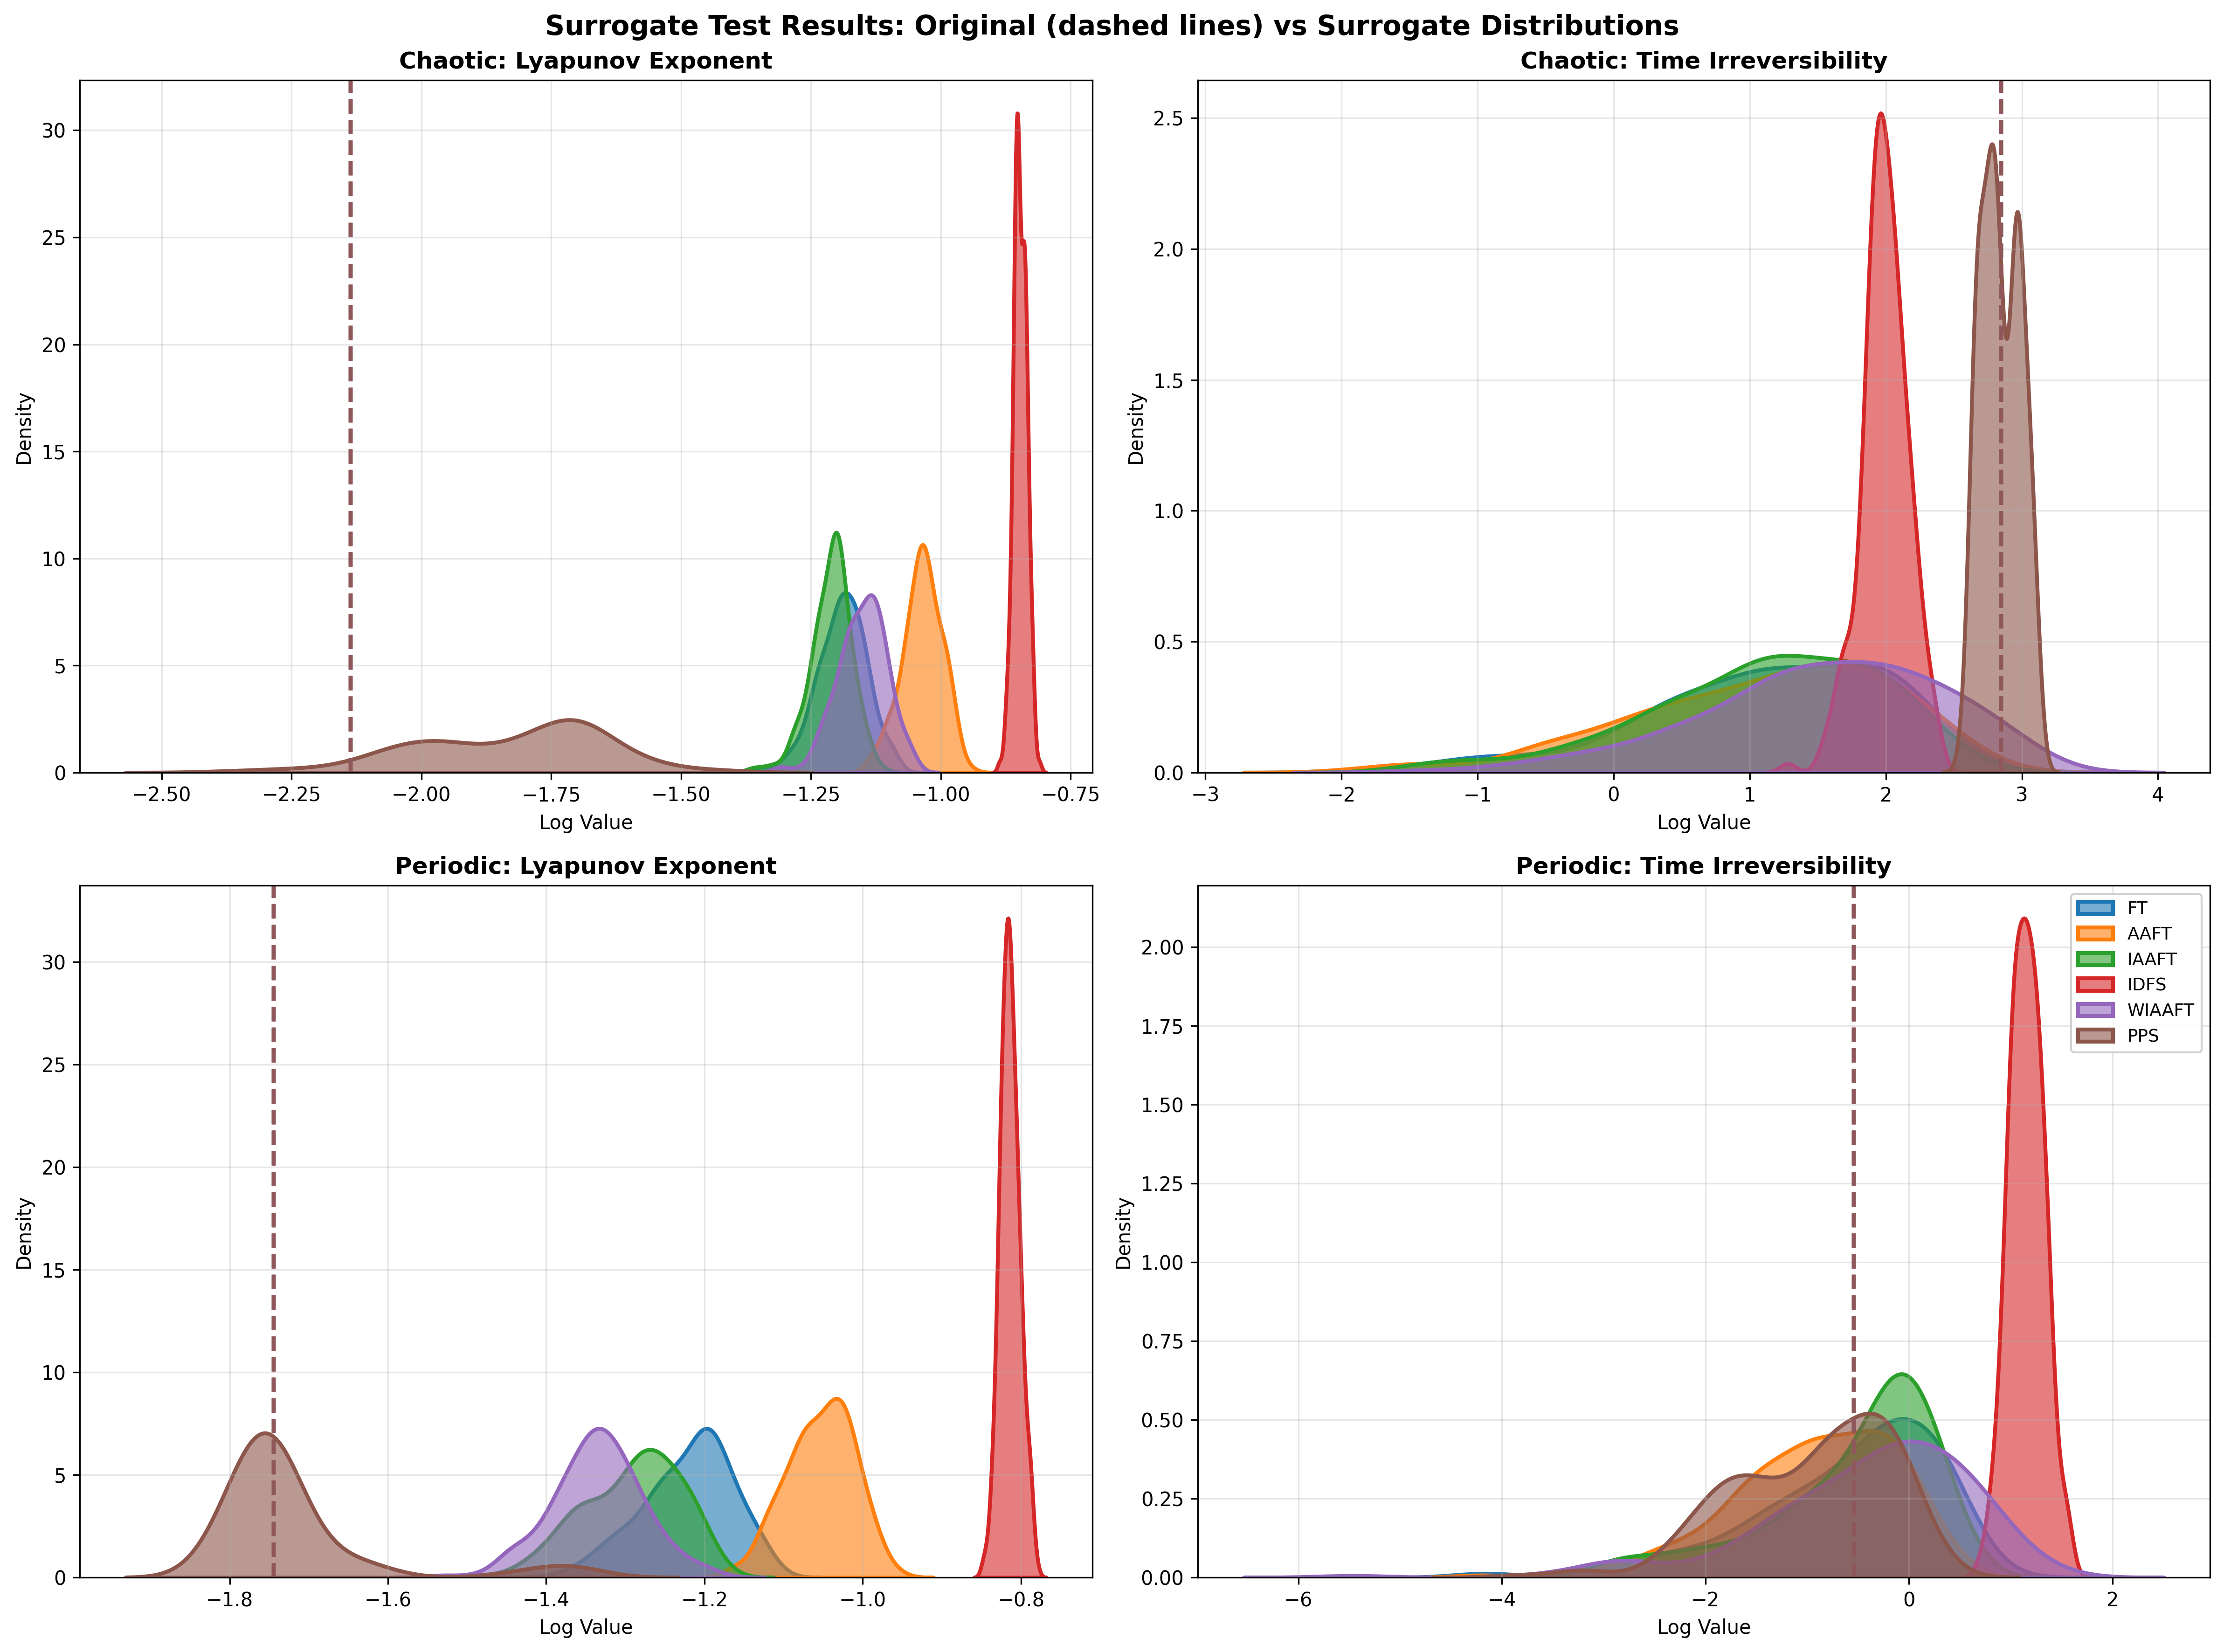 Surrogate Test Results: Original (dashed lines) vs Surrogate Distributions
Chaotic: Lyapunov Exponent
30
25
20
15
10
5
0
Density
−2.50 −2.25 −2.00 −1.75 −1.50 −1.25 −1.00 −0.75
Log Value
Chaotic: Time Irreversibility
2.5
2.0
1.5
1.0
0.5
0.0
Density
−3 −2 −1 0 1 2 3 4
Log Value
Periodic: Lyapunov Exponent
30
25
20
15
10
5
0
Density
−1.8 −1.6 −1.4 −1.2 −1.0 −0.8
Log Value
Periodic: Time Irreversibility
2.00
1.75
1.50
1.25
1.00
0.75
0.50
0.25
0.00
Density
−6 −4 −2 0 2
Log Value
FT
AAFT
IAAFT
IDFS
WIAAFT
PPS